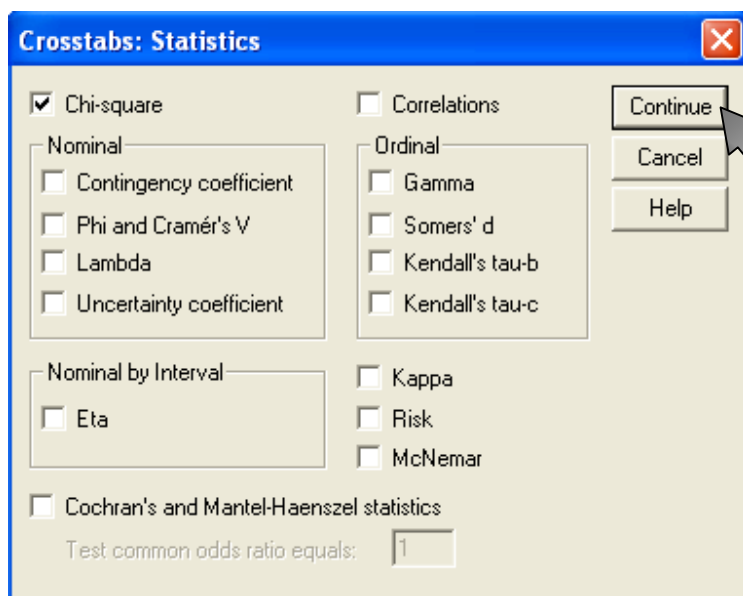 Crosstabs: Statistics
Chi-square
Correlations
Continue
Nominal
Ordinal
Cancel
Contingency coefficient
Gamma
Help
Phi and Cramér's V
Somers' d
Lambda
Kendall's tau-b
Uncertainty coefficient
Kendall's tau-c
Nominal by Interval
Kappa
Eta
Risk
McNemar
Cochran's and Mantel-Haenszel statistics
Test common odds ratio equals: 1